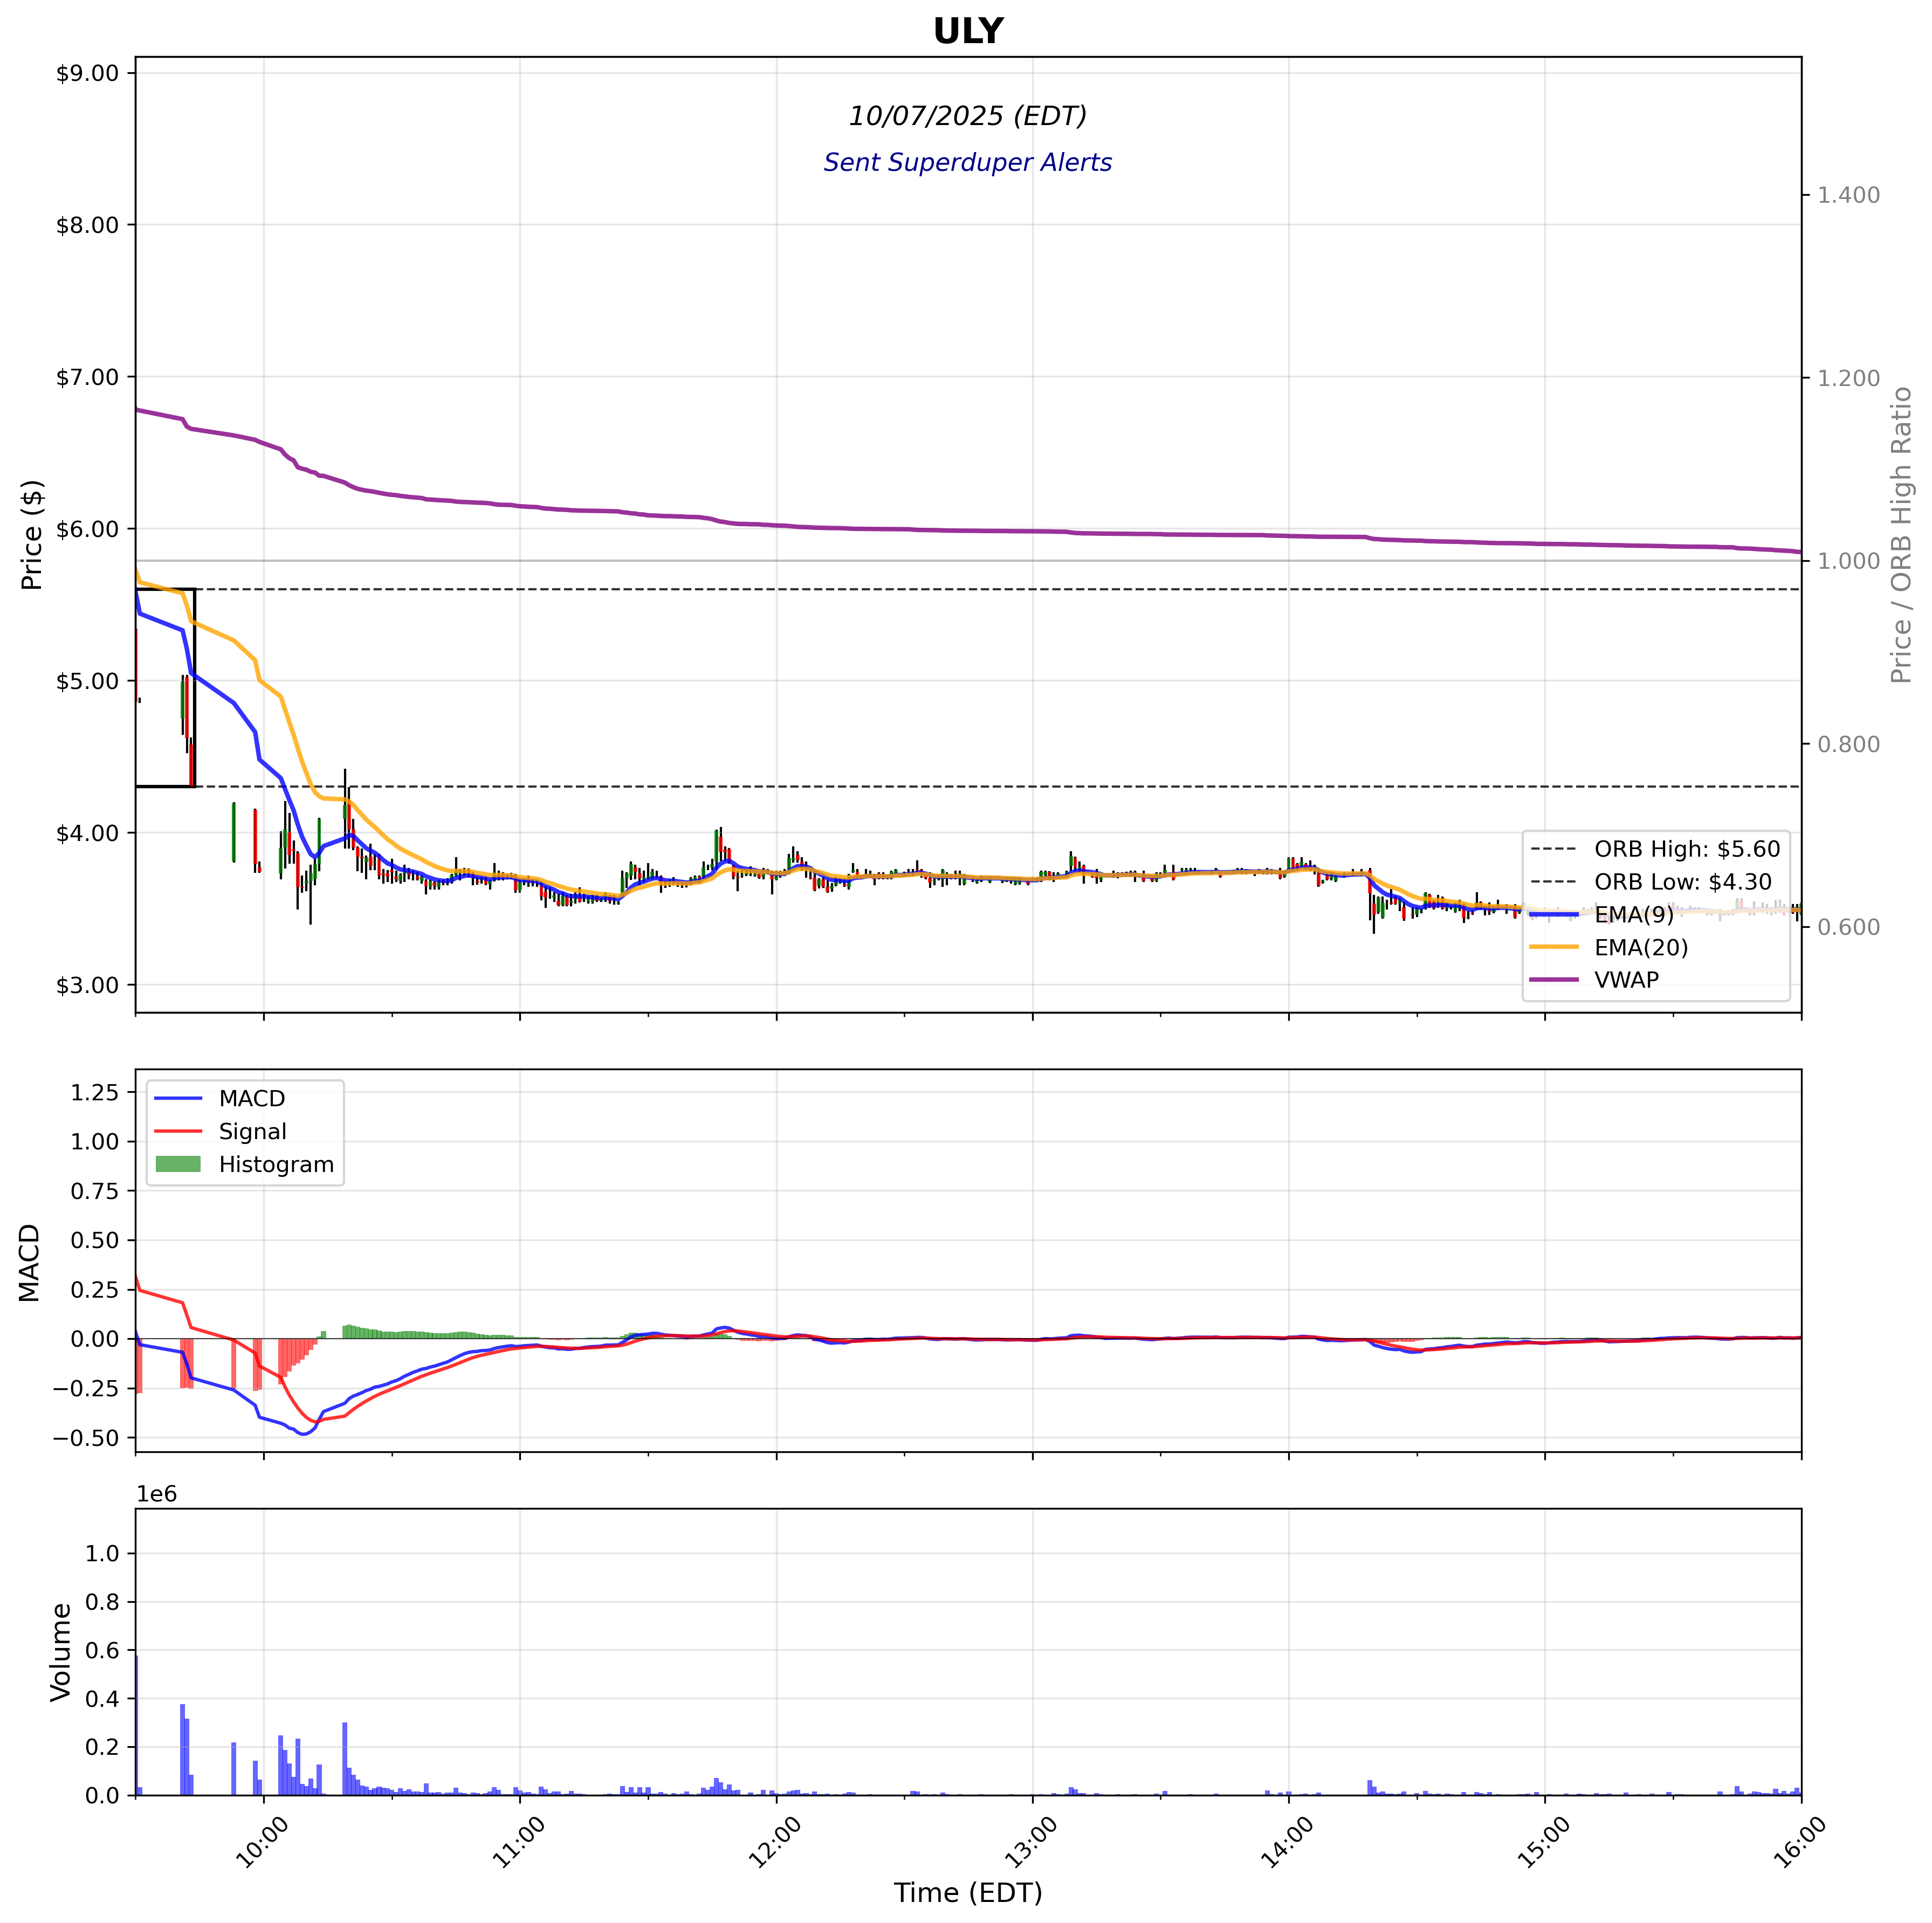 ULY
10/07/2025 (EDT)
Sent Superduper Alerts
$9.00
$8.00
$7.00
$6.00
$5.00
$4.00
$3.00
Price ($)
1.400
1.200
1.000
0.800
0.600
Price / ORB High Ratio
ORB High: $5.60
ORB Low: $4.30
EMA(9)
EMA(20)
VWAP
MACD
Signal
Histogram
1.25
1.00
0.75
0.50
0.25
0.00
−0.25
−0.50
MACD
1e6
1.0
0.8
0.6
0.4
0.2
0.0
Volume
10:00
11:00
12:00
13:00
14:00
15:00
16:00
Time (EDT)